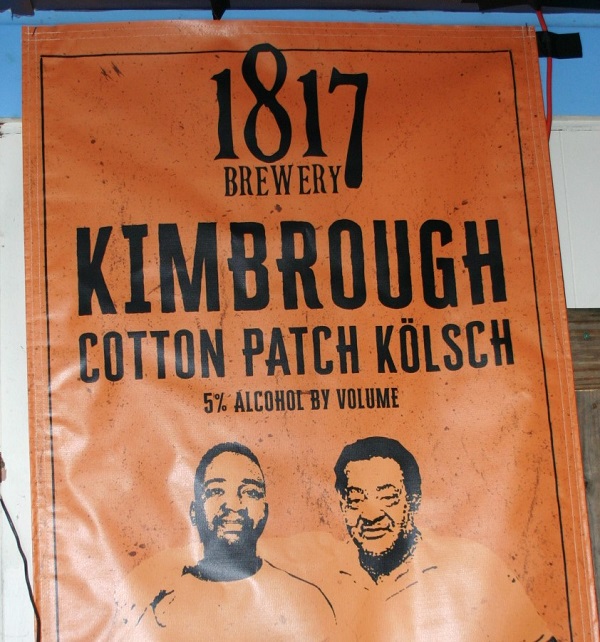 1817
BREWERY
KIMBROUGH
COTTON PATCH KÖLSCH
5% ALCOHOL BY VOLUME